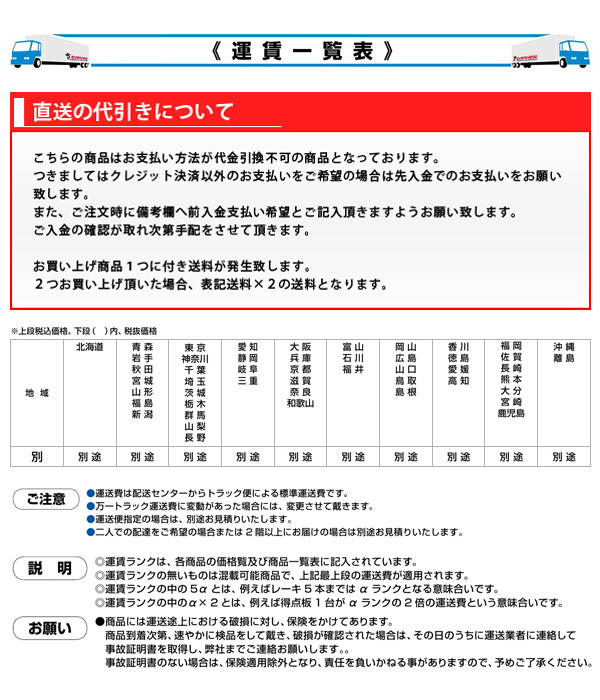 《 運 賃 一 覧 表 》
直送の代引きについて
こちらの商品はお支払い方法が代金引換不可の商品となっております。
つきましてはクレジット決済以外のお支払いをご希望の場合は先入金でのお支払いをお願い
致します。
また、ご注文時に備考欄へ前入金支払い希望とご記入頂きますようお願い致します。
ご入金の確認が取れ次第手配をさせて頂きます。
お買い上げ商品１つに付き送料が発生致します。
２つお買い上げ頂いた場合、表記送料×２の送料となります。
※上段税込価格、下段（　）内、税抜価格
地 域
北海道
青 森
岩 手
秋 田
宮 城
山 形
福 島
新 潟
東 京
神奈川
千 葉
埼 玉
茨 城
栃 木
群 馬
山 梨
長 野
愛 知
静 岡
岐 阜
三 重
大 阪
兵 庫
京 都
滋 賀
奈 良
和歌山
富 山
石 川
福 井
岡 山
広 島
山 口
鳥 取
島 根
香 川
徳 島
愛 媛
高 知
福 岡
佐 賀
長 崎
熊 本
大 分
宮 崎
鹿児島
沖 縄
離 島
別 別 途 別 途 別 途 別 途 別 途 別 途 別 途 別 途 別 途 別 途
ご注意
●運送費は配送センターからトラック便による標準運送費です。
●万一トラック運送費に変動があった場合には、変更させて戴きます。
●運送便指定の場合は、別途お見積りいたします。
●二人での配達をご希望の場合または２階以上にお届けの場合は別途お見積りいたします。
説 明
◎運賃ランクは、各商品の価格覧及び商品一覧表に記入されています。
◎運賃ランクの無いものは混載可能商品で、上記最上段の運送費が適用されます。
◎運賃ランクの中の５α とは、例えばレーキ５本までは α ランクとなる意味合いです。
◎運賃ランクの中のα×２とは、例えば得点板１台が α ランクの２倍の運送費という意味合いです。
お願い
●商品には運送途上における破損に対し、保険をかけてあります。
商品到着次第、速やかに検品をして戴き、破損が確認された場合は、その日のうちに運送業者に連絡して
事故証明書を取得し、弊社までご連絡お願いします。。
事故証明書のない場合は、保険適用除外となり、責任を負いかねる事がありますので、予めご了承ください。